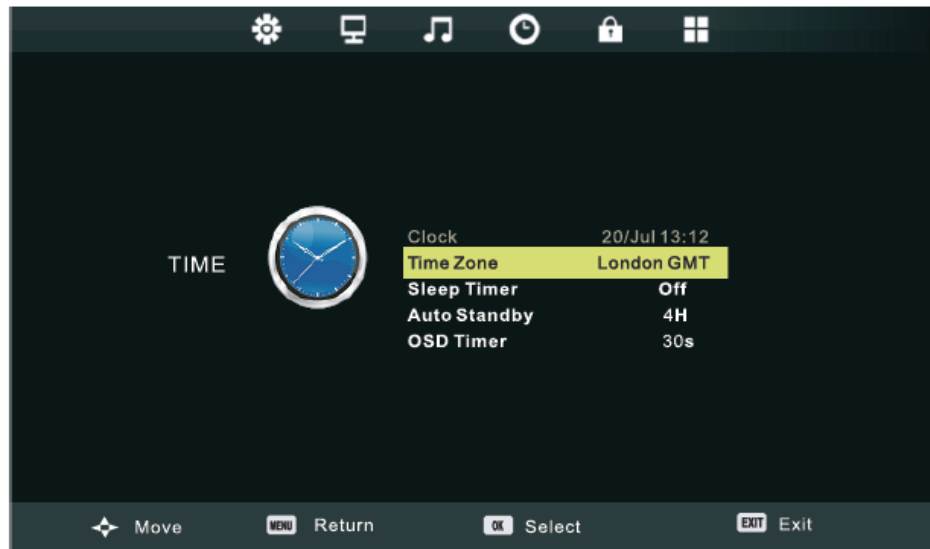 TIME
Clock 20/Jul 13:12
Time Zone London GMT
Sleep Timer Off
Auto Standby 4H
OSD Timer 30s
Move MENU Return OK Select EXIT Exit